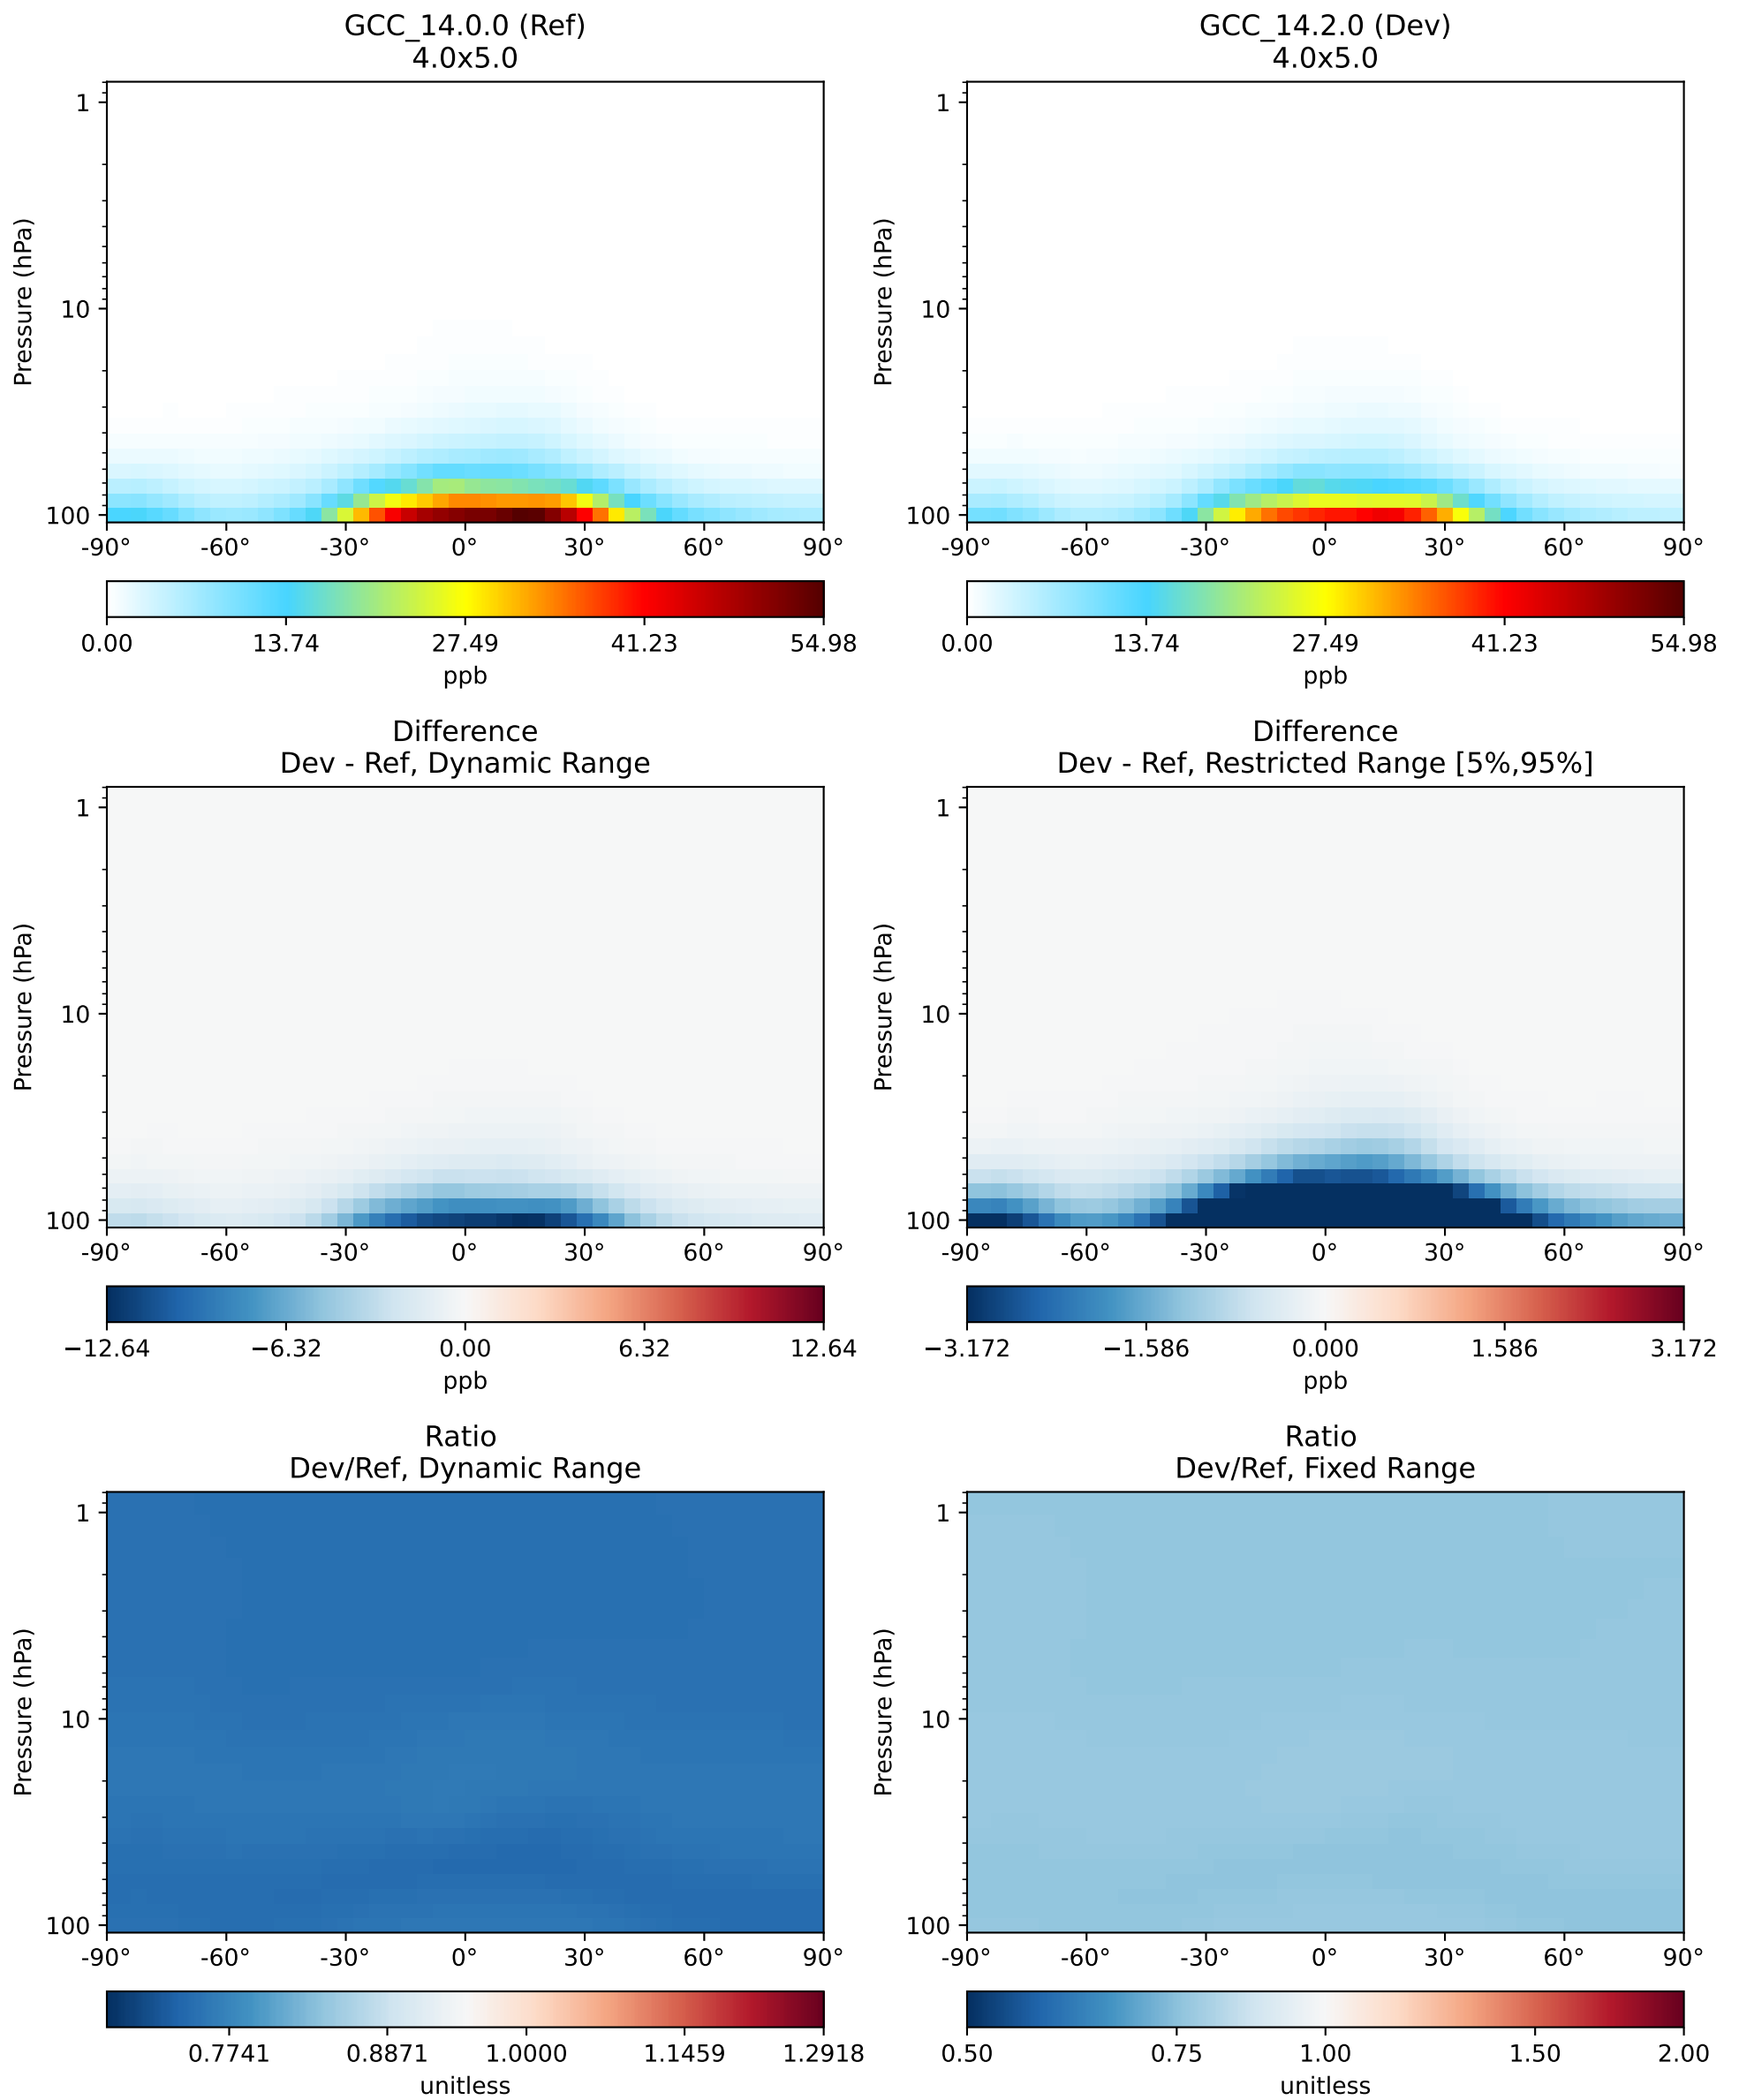 GCC_14.0.0 (Ref)
4.0x5.0
Pressure (hPa)
1
10
100
-90° -60° -30° 0° 30° 60° 90°
0.00 13.74 27.49 41.23 54.98
ppb
GCC_14.2.0 (Dev)
4.0x5.0
Pressure (hPa)
1
10
100
-90° -60° -30° 0° 30° 60° 90°
0.00 13.74 27.49 41.23 54.98
ppb
Difference
Dev - Ref, Dynamic Range
Pressure (hPa)
1
10
100
-90° -60° -30° 0° 30° 60° 90°
−12.64 −6.32 0.00 6.32 12.64
ppb
Difference
Dev - Ref, Restricted Range [5%,95%]
Pressure (hPa)
1
10
100
-90° -60° -30° 0° 30° 60° 90°
−3.172 −1.586 0.000 1.586 3.172
ppb
Ratio
Dev/Ref, Dynamic Range
Pressure (hPa)
1
10
100
-90° -60° -30° 0° 30° 60° 90°
0.7741 0.8871 1.0000 1.1459 1.2918
unitless
Ratio
Dev/Ref, Fixed Range
Pressure (hPa)
1
10
100
-90° -60° -30° 0° 30° 60° 90°
0.50 0.75 1.00 1.50 2.00
unitless